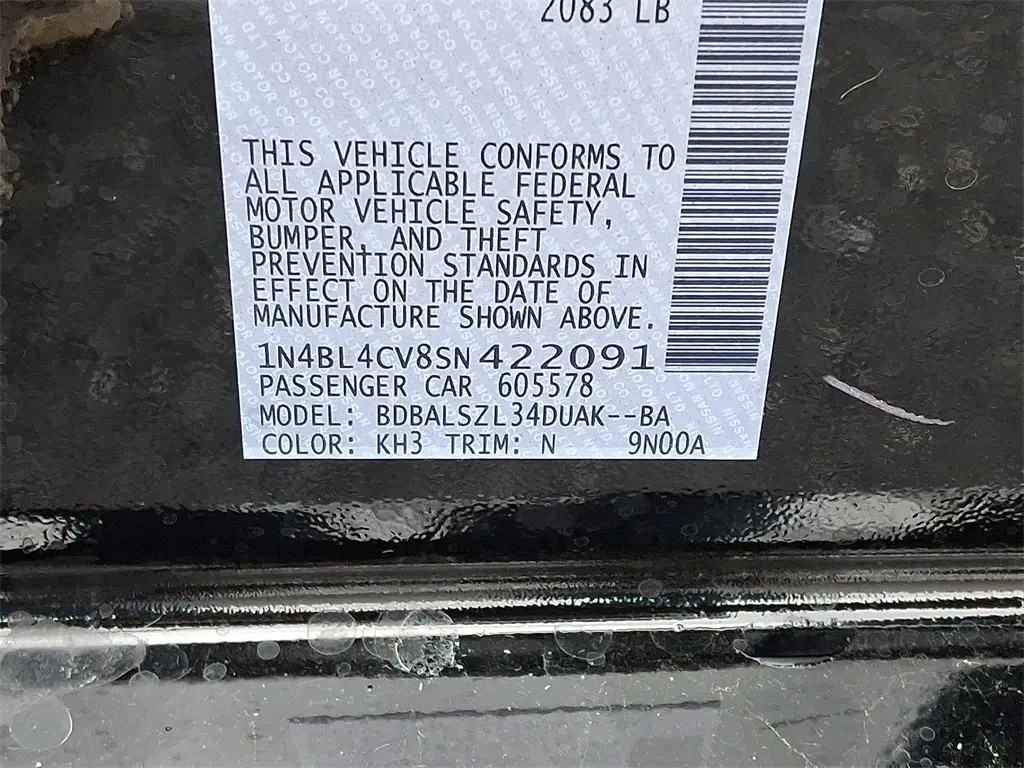 2083 LB
THIS VEHICLE CONFORMS TO
ALL APPLICABLE FEDERAL
MOTOR VEHICLE SAFETY,
BUMPER, AND THEFT
PREVENTION STANDARDS IN
EFFECT ON THE DATE OF
MANUFACTURE SHOWN ABOVE.
1N4BL4CV8SN422091
PASSENGER CAR 605578
MODEL: BDBALSZL34DUAK--BA
COLOR: KH3 TRIM: N 9N00A